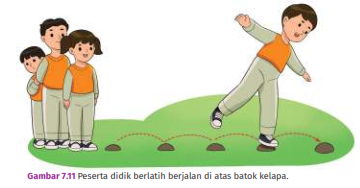 Gambar 7.11 Peserta didik berlatih berjalan di atas batok kelapa.